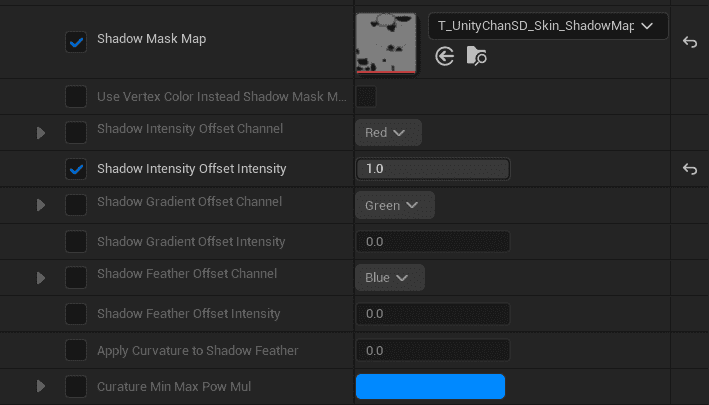 Shadow Mask Map
T_UnityChanSD_Skin_ShadowMap
Use Vertex Color Instead Shadow Mask M...
Shadow Intensity Offset Channel
Red
Shadow Intensity Offset Intensity
1.0
Shadow Gradient Offset Channel
Green
Shadow Gradient Offset Intensity
0.0
Shadow Feather Offset Channel
Blue
Shadow Feather Offset Intensity
0.0
Apply Curvature to Shadow Feather
0.0
Curature Min Max Pow Mul